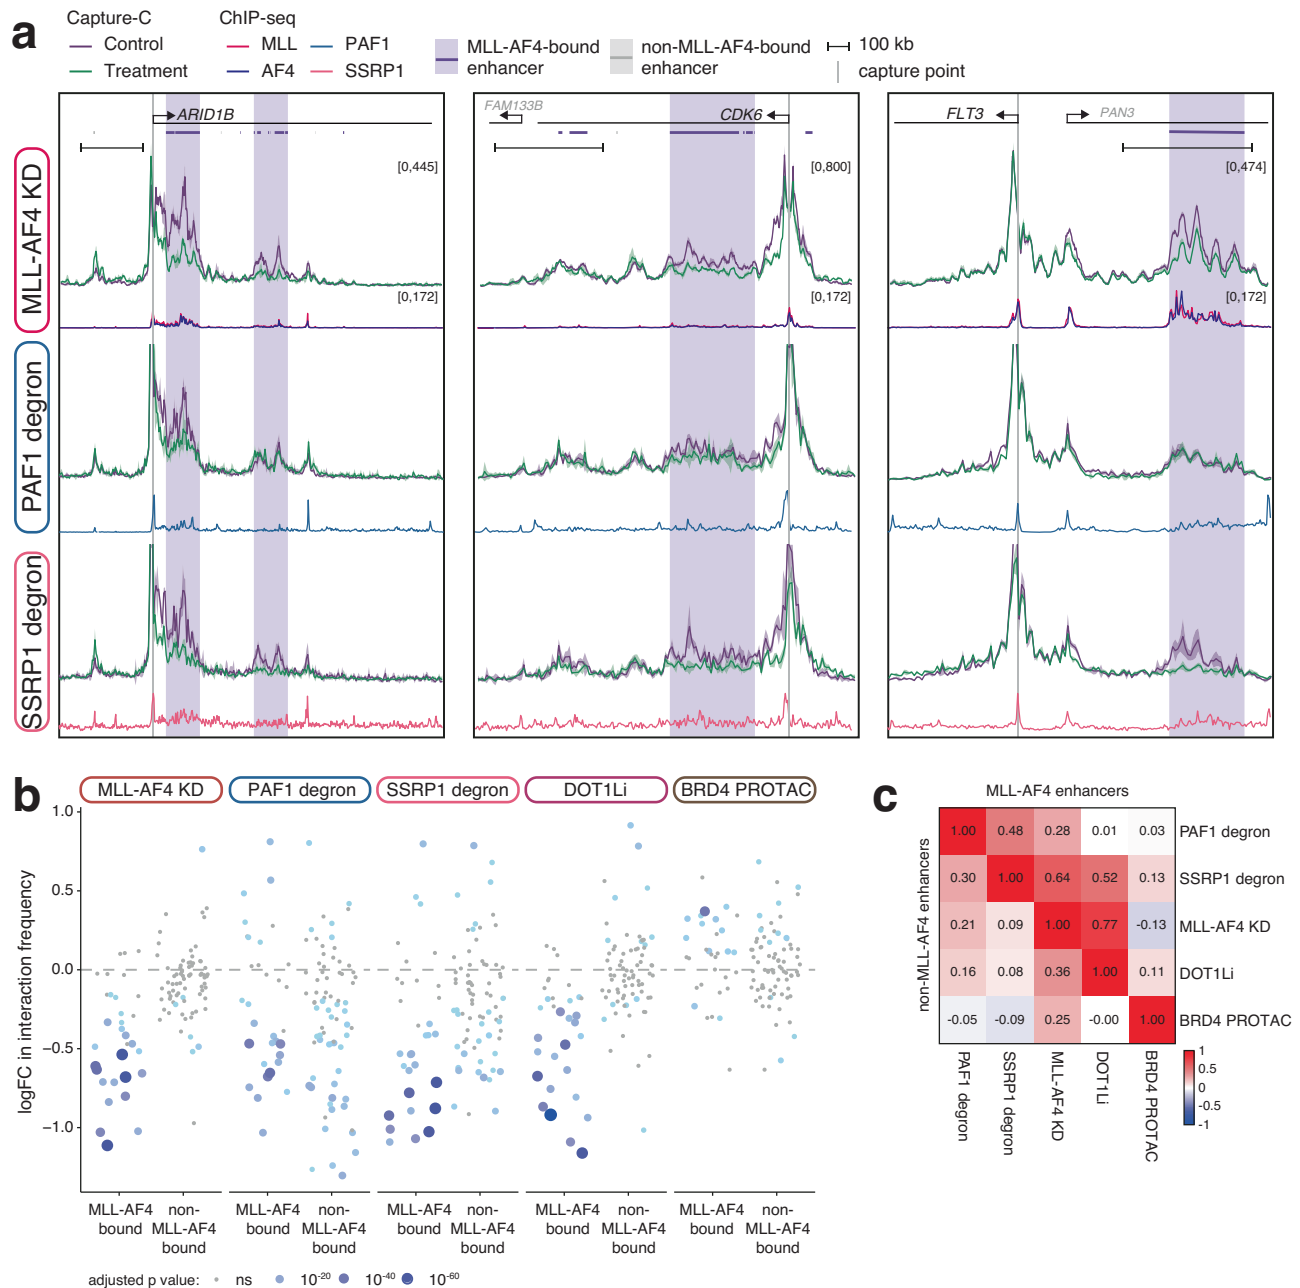 a
Capture-C
Control
Treatment
ChIP-seq
MLL
PAF1
AF4
SSRP1
MLL-AF4-bound
enhancer
non-MLL-AF4-bound
enhancer
100 kb
capture point
ARID1B
FAM133B
CDK6
FLT3
PAN3
MLL-AF4 KD
[0,445]
[0,800]
[0,474]
[0,172]
[0,172]
[0,172]
PAF1 degron
SSRP1 degron
b
MLL-AF4 KD
PAF1 degron
SSRP1 degron
DOT1Li
BRD4 PROTAC
logFC in interaction frequency
1.0
0.5
0.0
−0.5
−1.0
MLL-AF4
bound
non-
MLL-AF4
bound
MLL-AF4
bound
non-
MLL-AF4
bound
MLL-AF4
bound
non-
MLL-AF4
bound
MLL-AF4
bound
non-
MLL-AF4
bound
MLL-AF4
bound
non-
MLL-AF4
bound
adjusted p value: ns 10-20 10-40 10-60
c
MLL-AF4 enhancers
non-MLL-AF4 enhancers
1.00 0.48 0.28 0.01 0.03 PAF1 degron
0.30 1.00 0.64 0.52 0.13 SSRP1 degron
0.21 0.09 1.00 0.77 -0.13 MLL-AF4 KD
0.16 0.08 0.36 1.00 0.11 DOT1Li
-0.05 -0.09 0.25 -0.00 1.00 BRD4 PROTAC
PAF1 degron
SSRP1 degron
MLL-AF4 KD
DOT1Li
BRD4 PROTAC
1
0.5
0
-0.5
-1